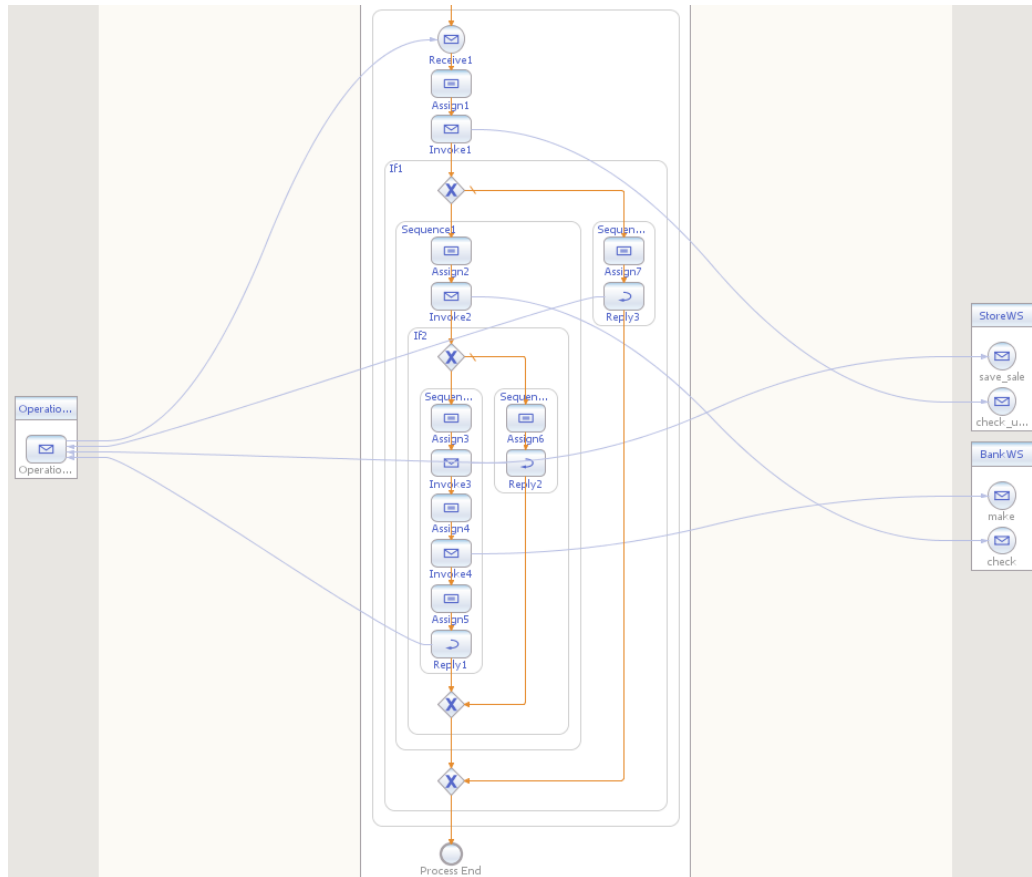 Receive1
Assign1
Invoke1
If1
Sequence1
Sequen...
Assign2
Assign7
Invoke2
Reply3
If2
StoreWS
save_sale
check_u...
Sequen...
Sequen...
Operatio...
Assign3
Assign6
Operatio...
BankWS
Invoke3
Reply2
make
Assign4
check
Invoke4
Assign5
Reply1
Process End